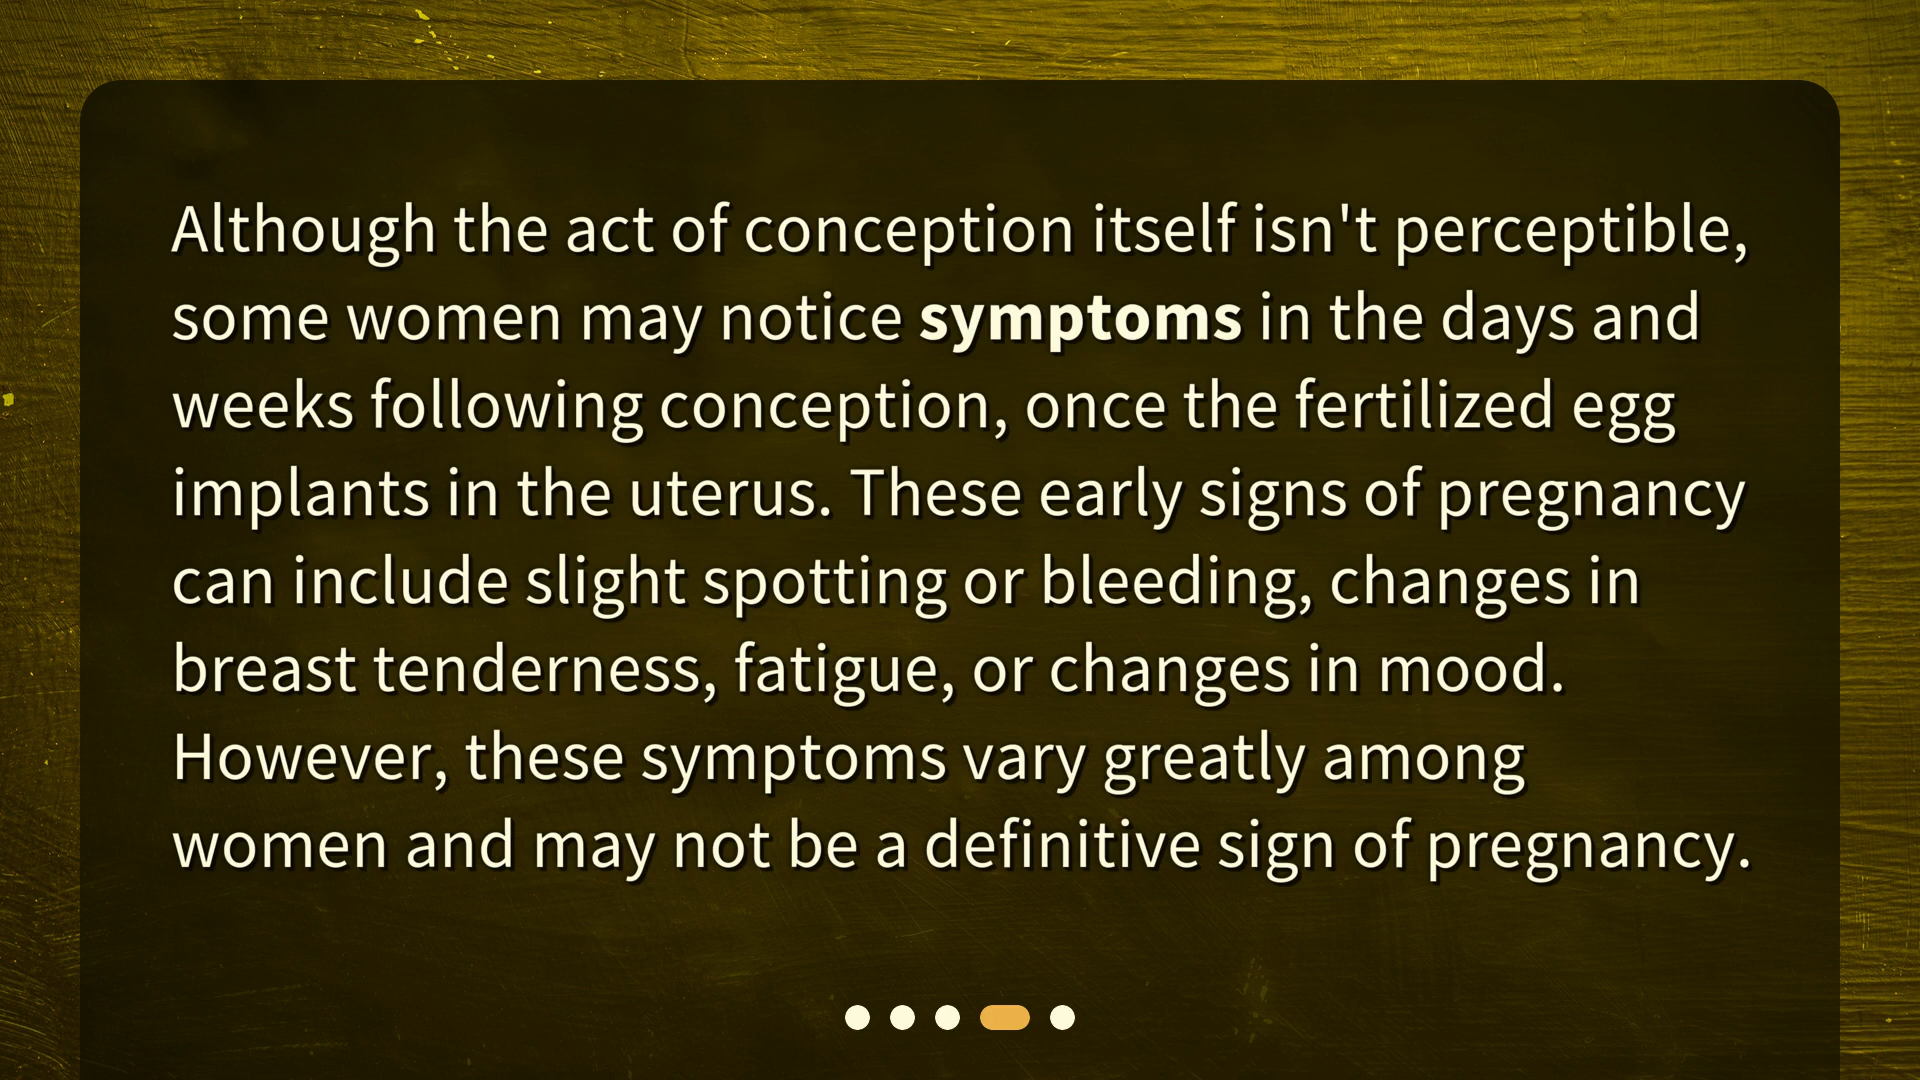 Although the act of conception itself isn't perceptible,
some women may notice symptoms in the days and
weeks following conception, once the fertilized egg
implants in the uterus. These early signs of pregnancy
can include slight spotting or bleeding, changes in
breast tenderness, fatigue, or changes in mood.
However, these symptoms vary greatly among
women and may not be a definitive sign of pregnancy.